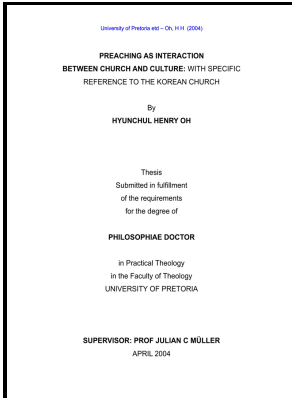 University of Pretoria etd – Oh, H H (2004)
PREACHING AS INTERACTION
BETWEEN CHURCH AND CULTURE: WITH SPECIFIC
REFERENCE TO THE KOREAN CHURCH
By
HYUNCHUL HENRY OH
Thesis
Submitted in fulfillment
of the requirements
for the degree of
PHILOSOPHIAE DOCTOR
in Practical Theology
in the Faculty of Theology
UNIVERSITY OF PRETORIA
SUPERVISOR: PROF JULIAN C MÜLLER
APRIL 2004